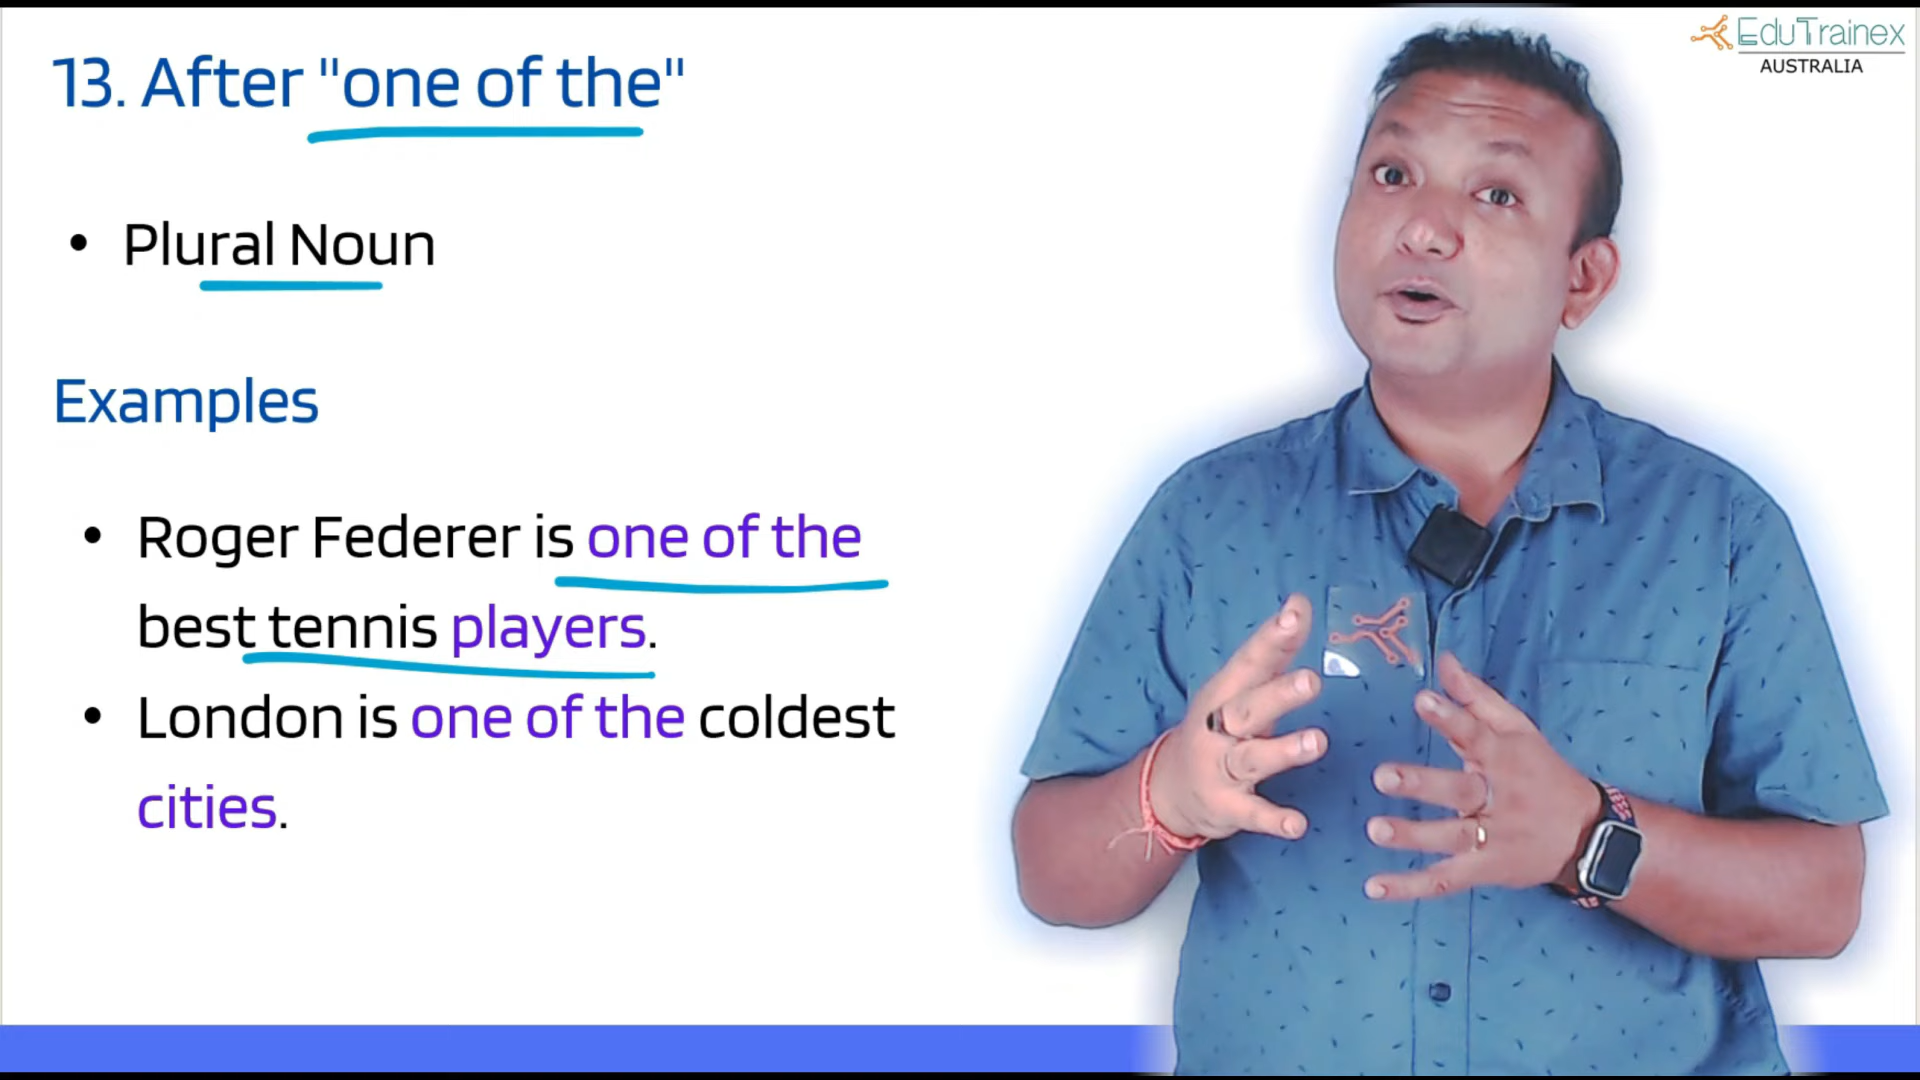 EduTrainex
AUSTRALIA
13. After "one of the"
• Plural Noun
Examples
• Roger Federer is one of the
best tennis players.
• London is one of the coldest
cities.